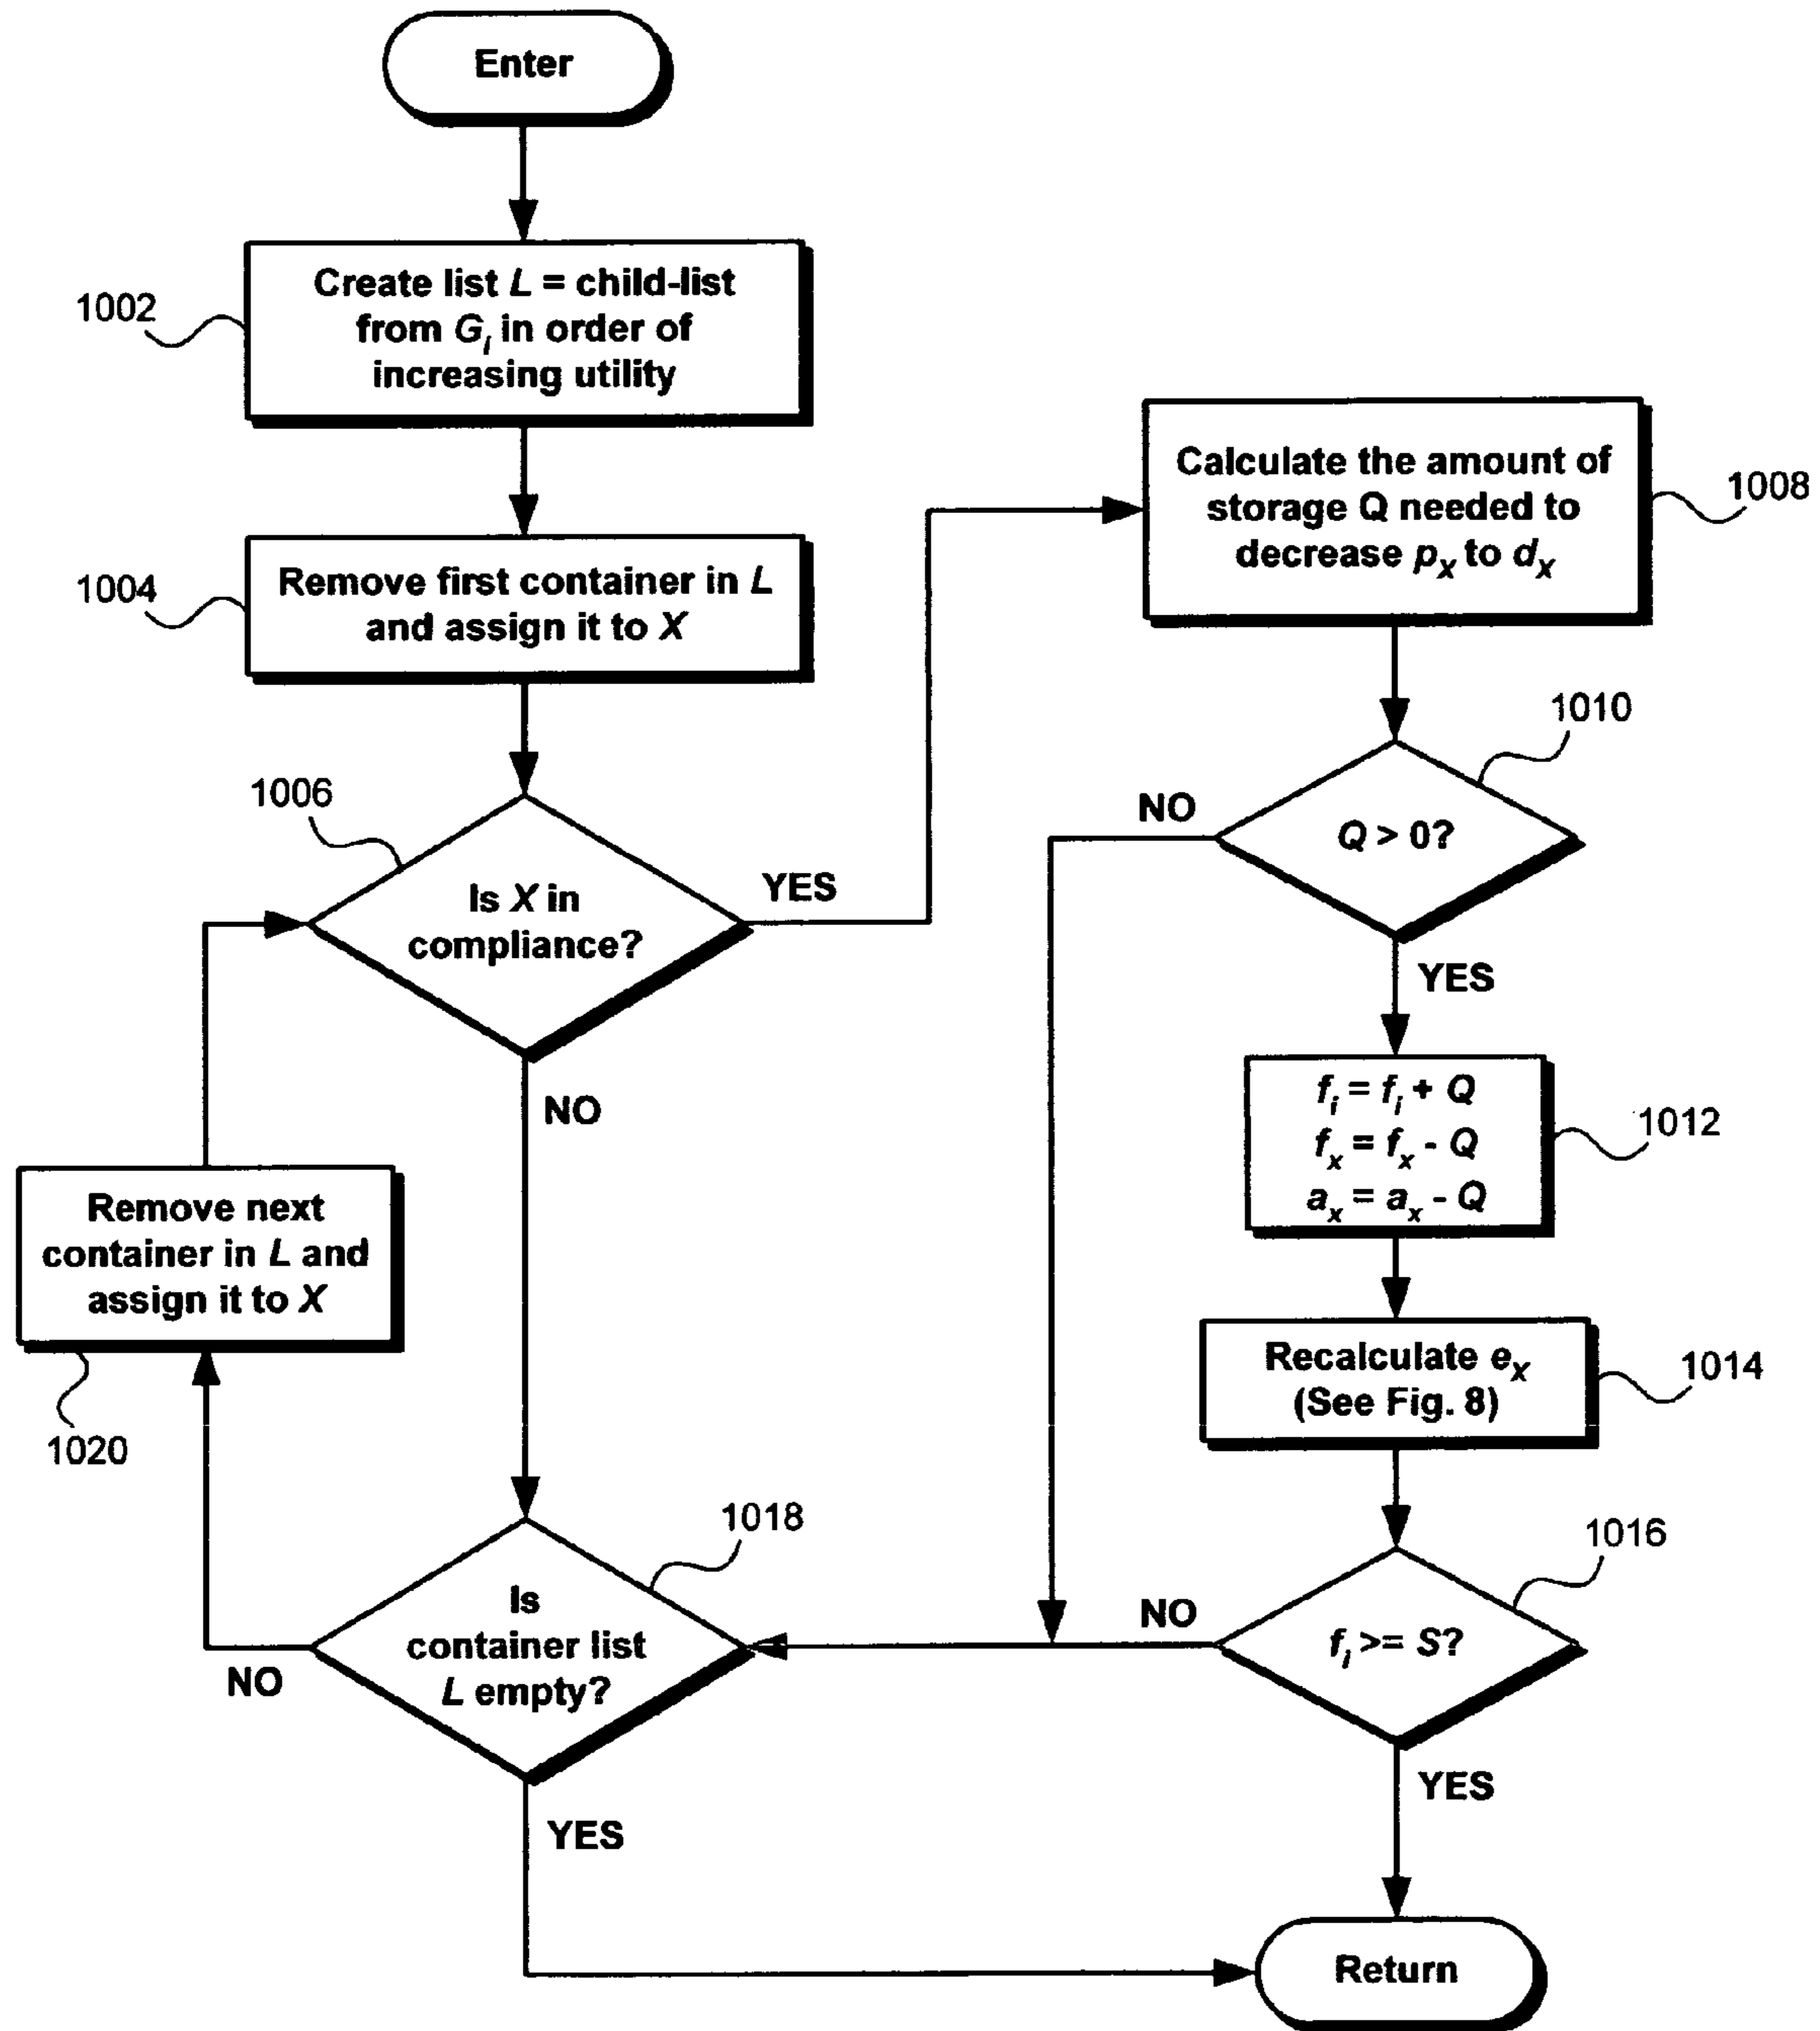 Enter
Create list L = child-list
from Gi in order of
increasing utility
1002
Remove first container in L
and assign it to X
1004
1006
Is X in
compliance?
YES
NO
Calculate the amount of
storage Q needed to
decrease pX to dX
1008
1010
Q > 0?
NO
YES
fi = fi + Q
fx = fx - Q
ax = ax - Q
1012
Recalculate eX
(See Fig. 8)
1014
1016
fi >= S?
NO
YES
1018
Is
container list
L empty?
NO
YES
Remove next
container in L and
assign it to X
1020
Return